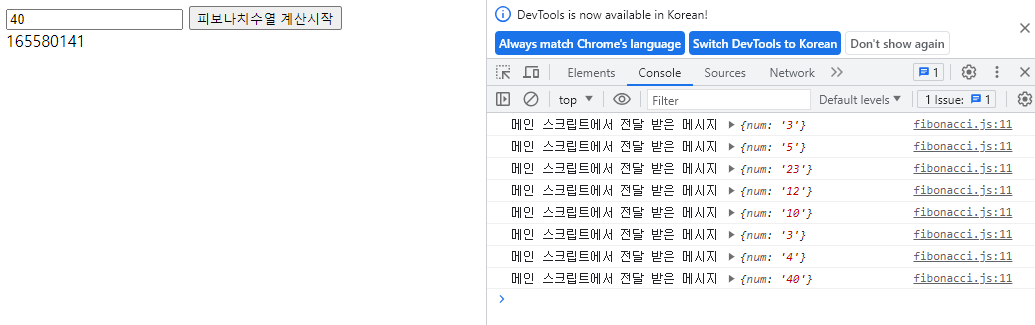 40 피보나치수열 계산시작
165580141
DevTools is now available in Korean!
Always match Chrome's language Switch DevTools to Korean Don't show again
Elements Console Sources Network 1
top Filter Default levels 1 Issue: 1
메인 스크립트에서 전달 받은 메시지 {num: '3'} fibonacci.js:11
메인 스크립트에서 전달 받은 메시지 {num: '5'} fibonacci.js:11
메인 스크립트에서 전달 받은 메시지 {num: '23'} fibonacci.js:11
메인 스크립트에서 전달 받은 메시지 {num: '12'} fibonacci.js:11
메인 스크립트에서 전달 받은 메시지 {num: '10'} fibonacci.js:11
메인 스크립트에서 전달 받은 메시지 {num: '3'} fibonacci.js:11
메인 스크립트에서 전달 받은 메시지 {num: '4'} fibonacci.js:11
메인 스크립트에서 전달 받은 메시지 {num: '40'} fibonacci.js:11